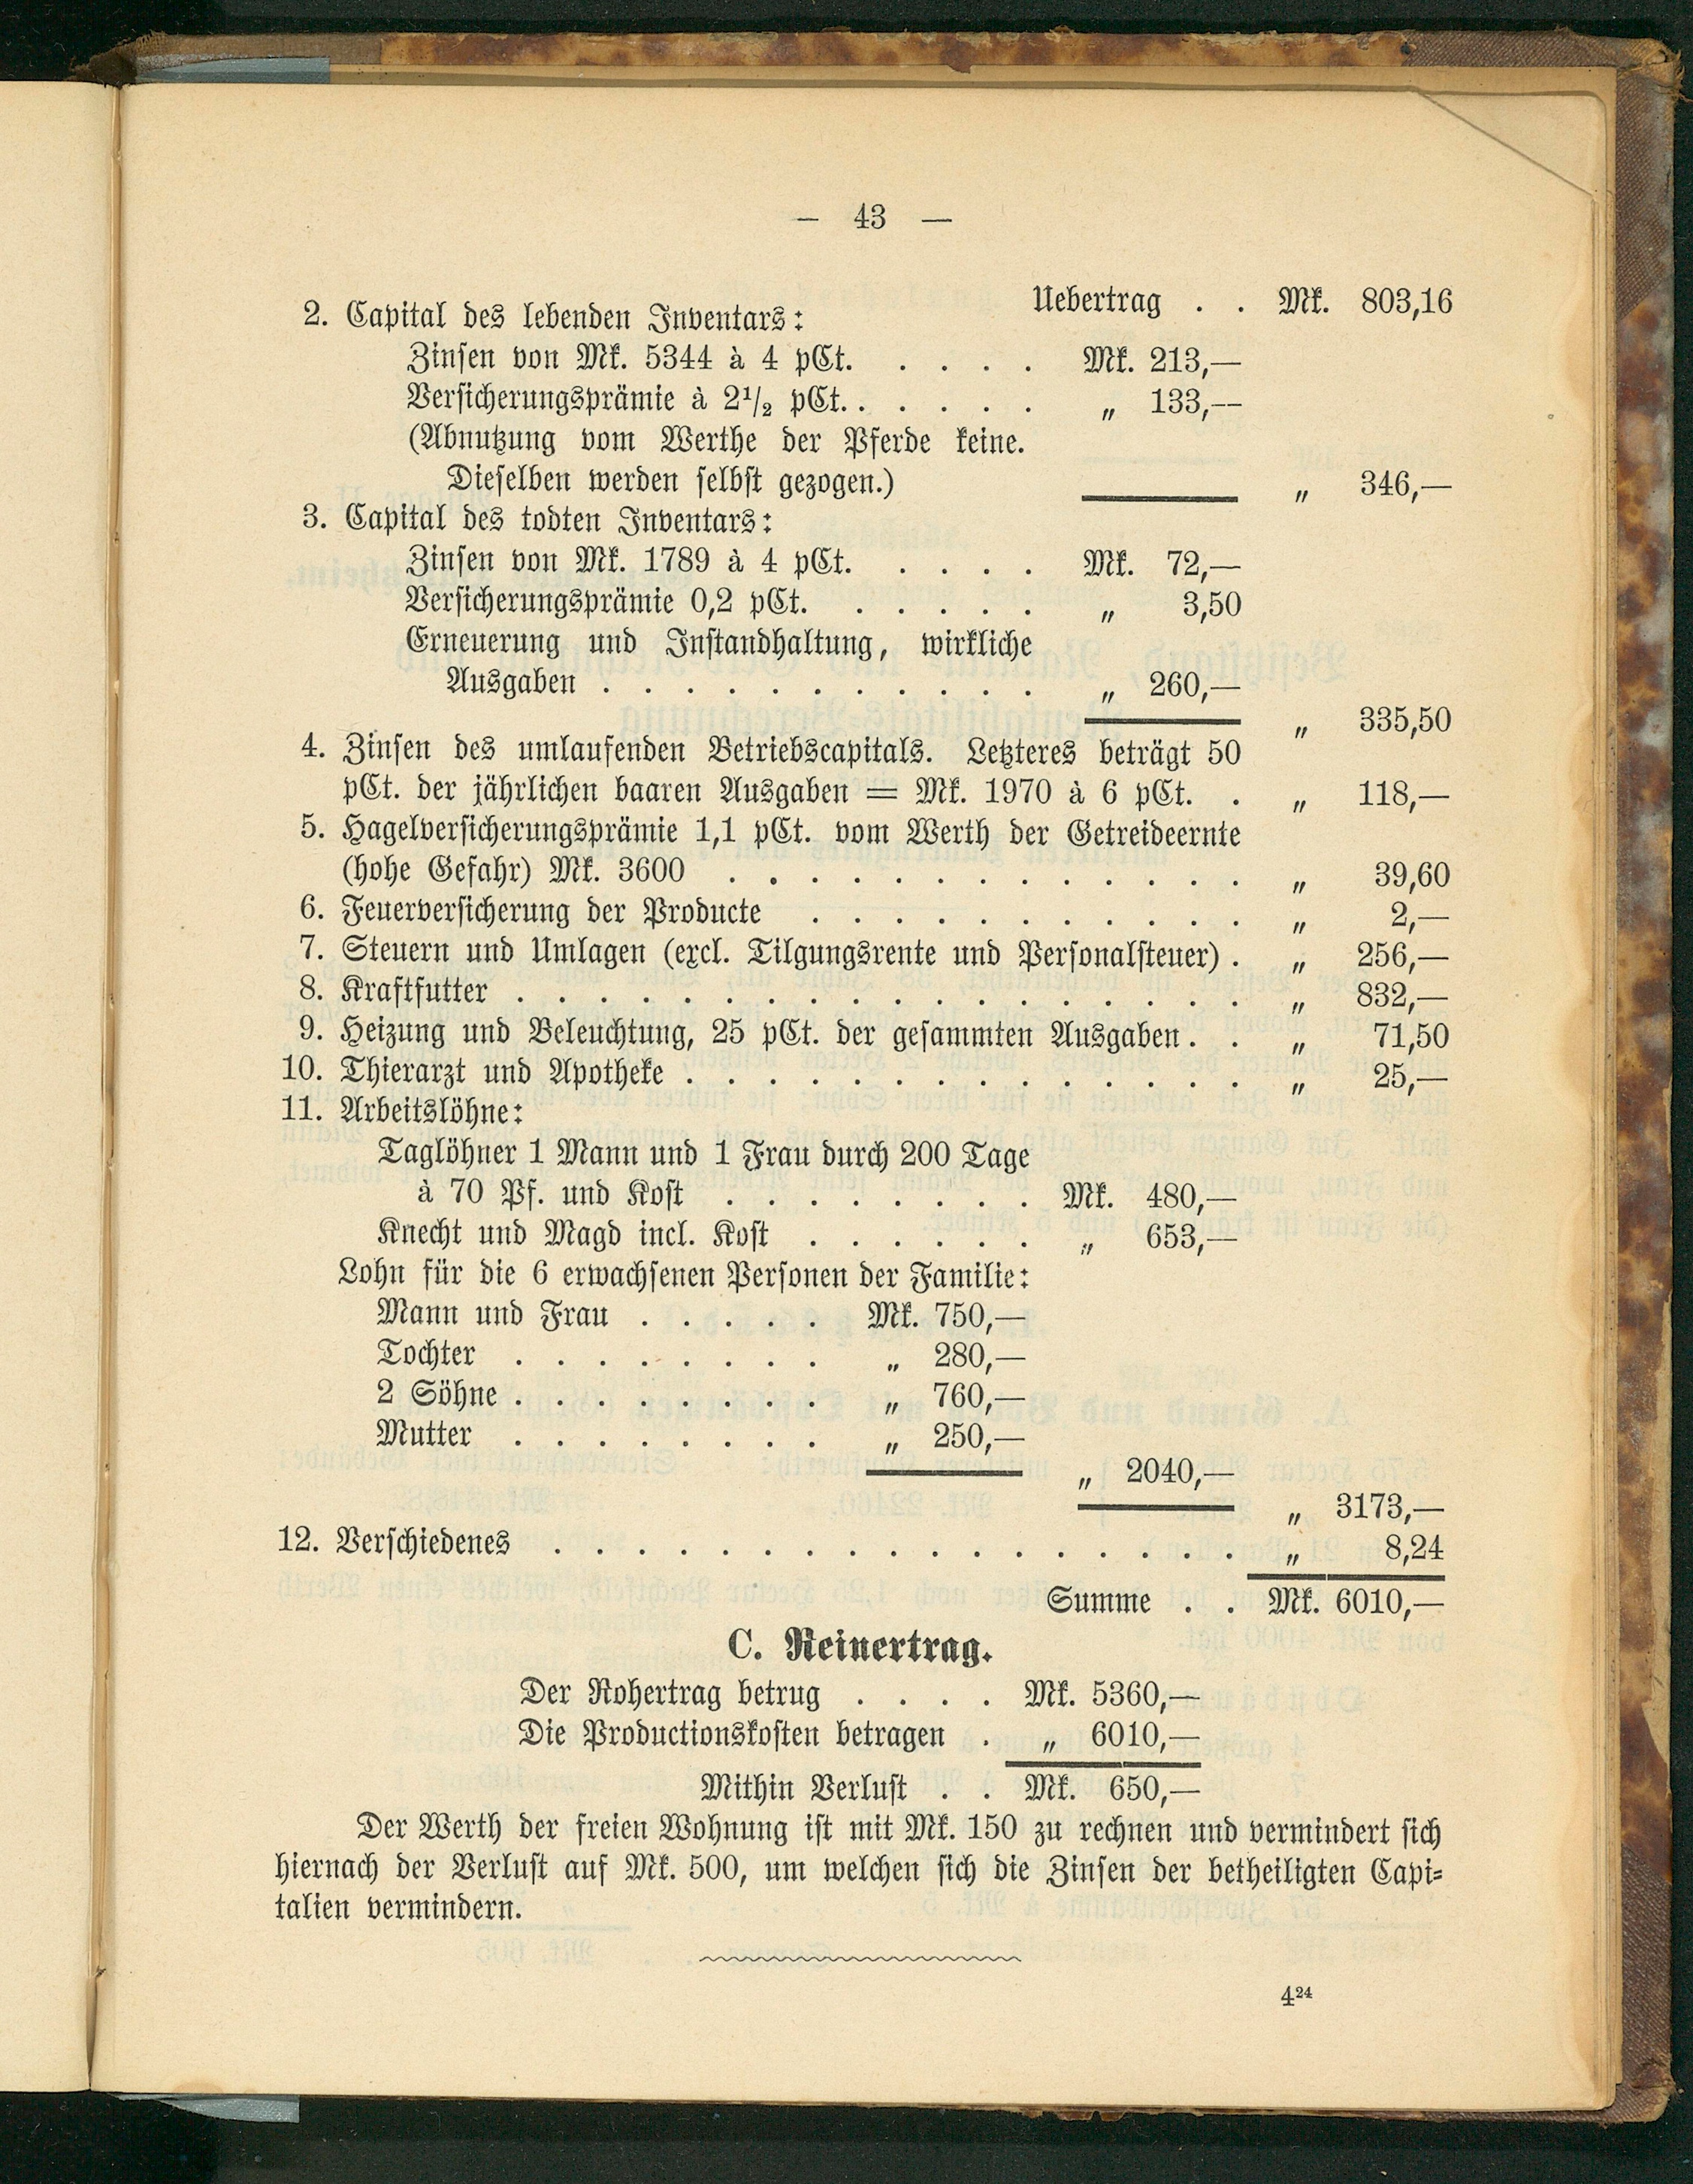 — 43 —
Uebertrag . . Mk. 803,16
2. Capital des lebenden Inventars:
Zinsen von Mk. 5344 à 4 pCt. . . . . Mk. 213,—
Versicherungsprämie à 2¹/₂ pCt. . . . . . „ 133,—
(Abnutzung vom Werthe der Pferde keine.
Dieselben werden selbst gezogen.) „ 346,—
3. Capital des todten Inventars:
Zinsen von Mk. 1789 à 4 pCt. . . . . Mk. 72,—
Versicherungsprämie 0,2 pCt. . . . . . „ 3,50
Erneuerung und Instandhaltung, wirkliche
Ausgaben . . . . . . . . . . . „ 260,—
„ 335,50
4. Zinsen des umlaufenden Betriebscapitals. Letzteres beträgt 50
pCt. der jährlichen baaren Ausgaben = Mk. 1970 à 6 pCt. . „ 118,—
5. Hagelversicherungsprämie 1,1 pCt. vom Werth der Getreideernte
(hohe Gefahr) Mk. 3600 . . . . . . . . . . . . . „ 39,60
6. Feuerversicherung der Producte . . . . . . . . . . . „ 2,—
7. Steuern und Umlagen (excl. Tilgungsrente und Personalsteuer) . „ 256,—
8. Kraftfutter . . . . . . . . . . . . . . . . . . „ 832,—
9. Heizung und Beleuchtung, 25 pCt. der gesammten Ausgaben . . „ 71,50
10. Thierarzt und Apotheke . . . . . . . . . . . . . . „ 25,—
11. Arbeitslöhne:
Taglöhner 1 Mann und 1 Frau durch 200 Tage
à 70 Pf. und Kost . . . . . . . . Mk. 480,—
Knecht und Magd incl. Kost . . . . . . „ 653,—
Lohn für die 6 erwachsenen Personen der Familie:
Mann und Frau . . . . . Mk. 750,—
Tochter . . . . . . . . „ 280,—
2 Söhne . . . . . . . . „ 760,—
Mutter . . . . . . . . „ 250,—
„ 2040,—
„ 3173,—
12. Verschiedenes . . . . . . . . . . . . . . . . . „ 8,24
Summe . . Mk. 6010,—
C. Reinertrag.
Der Rohertrag betrug . . . . Mk. 5360,—
Die Productionskosten betragen . „ 6010,—
Mithin Verlust . . Mk. 650,—
Der Werth der freien Wohnung ist mit Mk. 150 zu rechnen und vermindert sich
hiernach der Verlust auf Mk. 500, um welchen sich die Zinsen der betheiligten Capi-
talien vermindern.
4²⁴